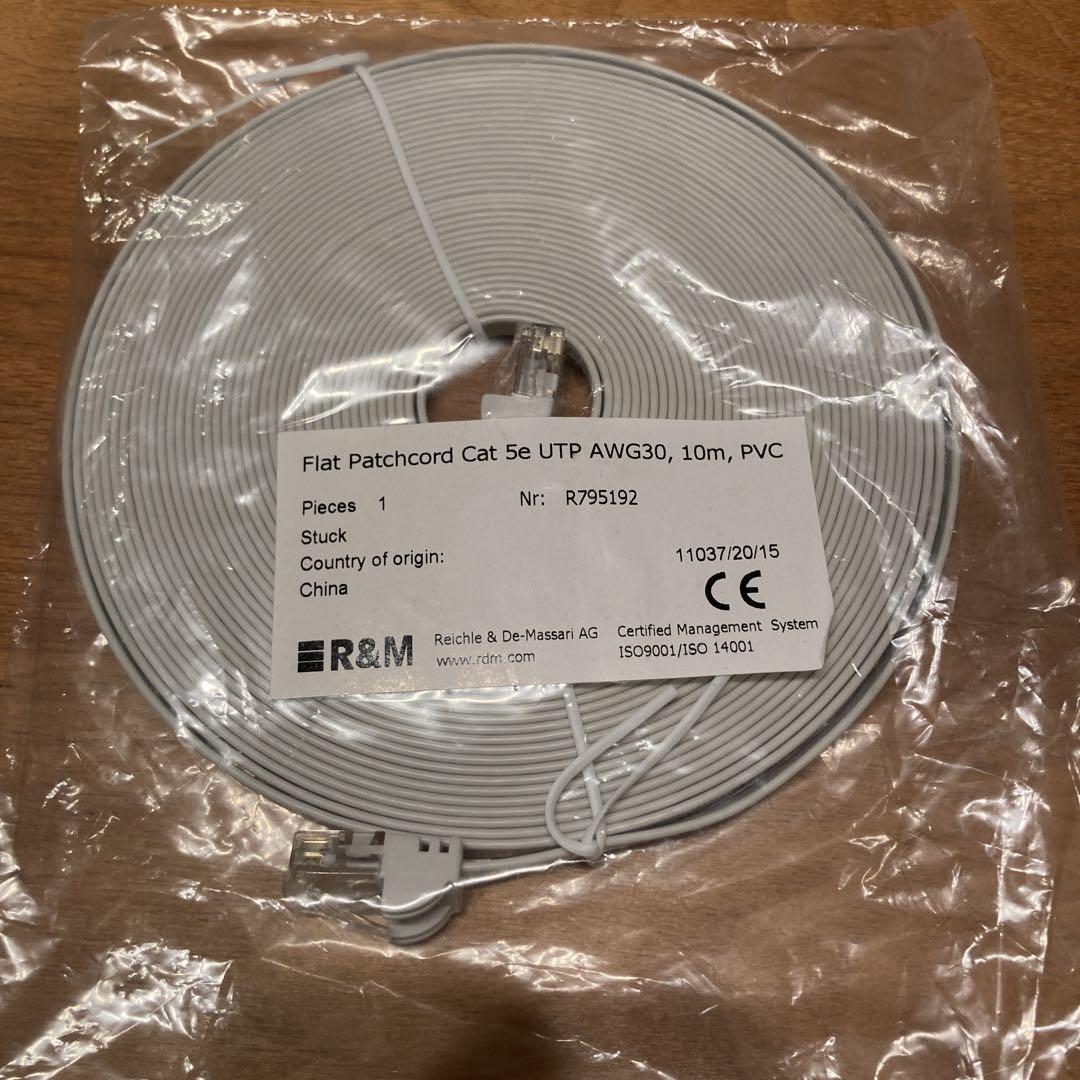 Flat Patchcord Cat 5e UTP AWG30, 10m, PVC
Pieces 1 Nr: R795192
Stuck
Country of origin: 11037/20/15
China CE
R&M Reichle & De-Massari AG Certified Management System
www.rdm.com ISO9001/ISO 14001